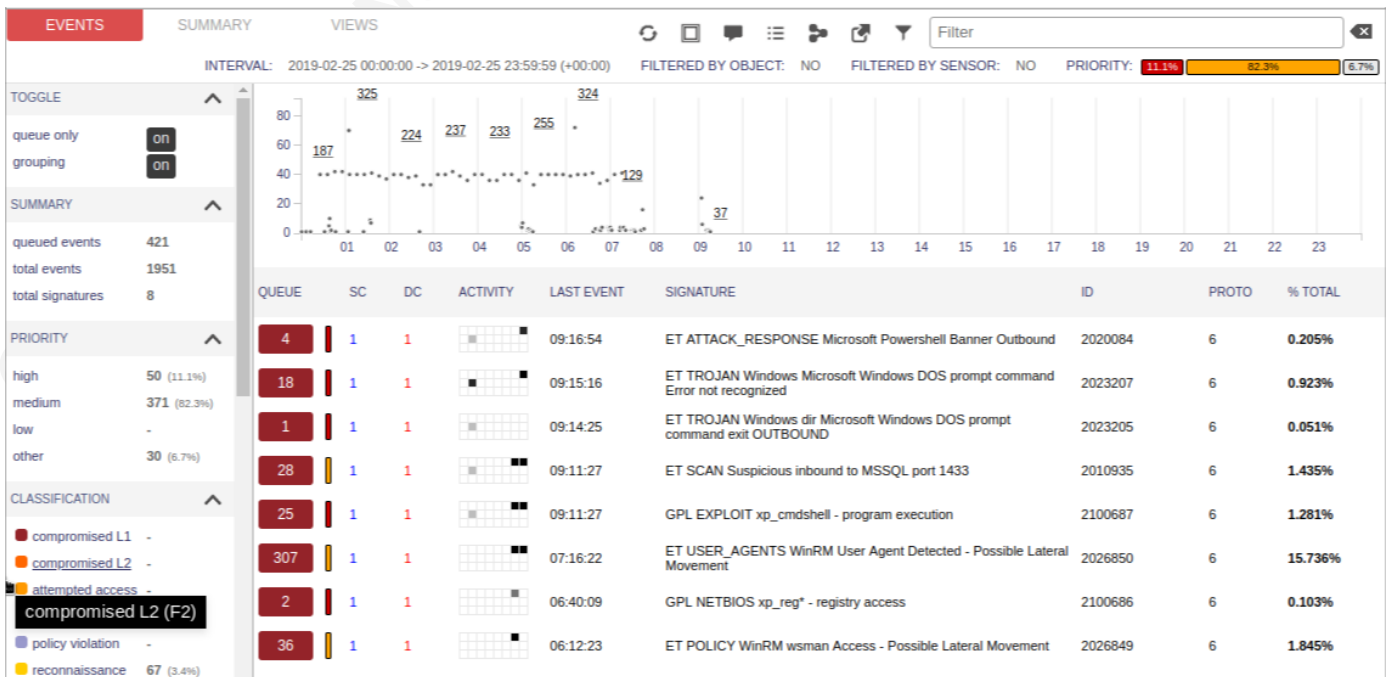 EVENTS SUMMARY VIEWS Filter
INTERVAL: 2019-02-25 00:00:00 -> 2019-02-25 23:59:59 (+00:00) FILTERED BY OBJECT: NO FILTERED BY SENSOR: NO PRIORITY: 11.1% 82.3% 6.7%
TOGGLE
queue only on
grouping on
SUMMARY
queued events 421
total events 1951
total signatures 8
PRIORITY
high 50 (11.1%)
medium 371 (82.3%)
low -
other 30 (6.7%)
CLASSIFICATION
compromised L1 -
compromised L2 -
attempted access -
compromised L2 (F2)
policy violation -
reconnaissance 67 (3.4%)
325 324
80
60 187 224 237 233 255
40 129
20 37
0
01 02 03 04 05 06 07 08 09 10 11 12 13 14 15 16 17 18 19 20 21 22 23
QUEUE SC DC ACTIVITY LAST EVENT SIGNATURE ID PROTO % TOTAL
4 1 1 09:16:54 ET ATTACK_RESPONSE Microsoft Powershell Banner Outbound 2020084 6 0.205%
18 1 1 09:15:16 ET TROJAN Windows Microsoft Windows DOS prompt command
Error not recognized 2023207 6 0.923%
1 1 1 09:14:25 ET TROJAN Windows dir Microsoft Windows DOS prompt
command exit OUTBOUND 2023205 6 0.051%
28 1 1 09:11:27 ET SCAN Suspicious inbound to MSSQL port 1433 2010935 6 1.435%
25 1 1 09:11:27 GPL EXPLOIT xp_cmdshell - program execution 2100687 6 1.281%
307 1 1 07:16:22 ET USER_AGENTS WinRM User Agent Detected - Possible Lateral
Movement 2026850 6 15.736%
2 1 1 06:40:09 GPL NETBIOS xp_reg* - registry access 2100686 6 0.103%
36 1 1 06:12:23 ET POLICY WinRM wsman Access - Possible Lateral Movement 2026849 6 1.845%